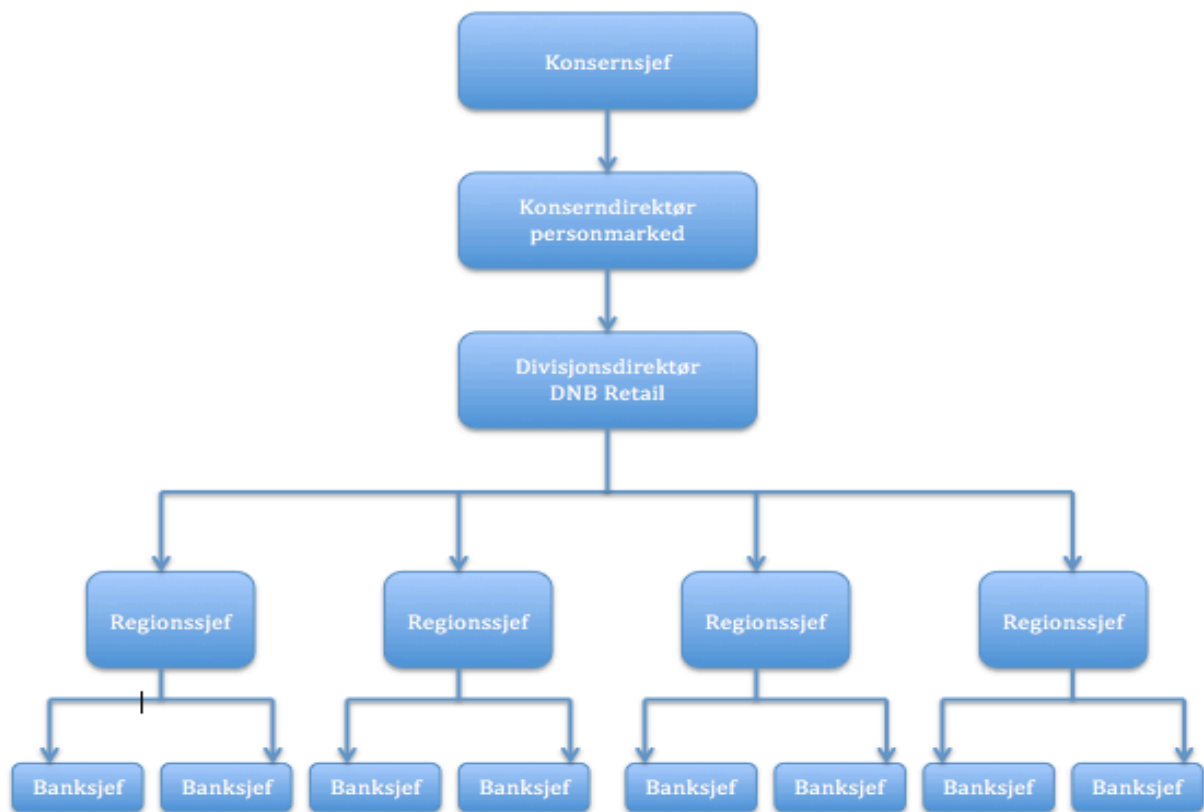 Konsernsjef
Konserndirektør
personmarked
Divisjonsdirektør
DNB Retail
Regionssjef
Regionssjef
Regionssjef
Regionssjef
Banksjef
Banksjef
Banksjef
Banksjef
Banksjef
Banksjef
Banksjef
Banksjef